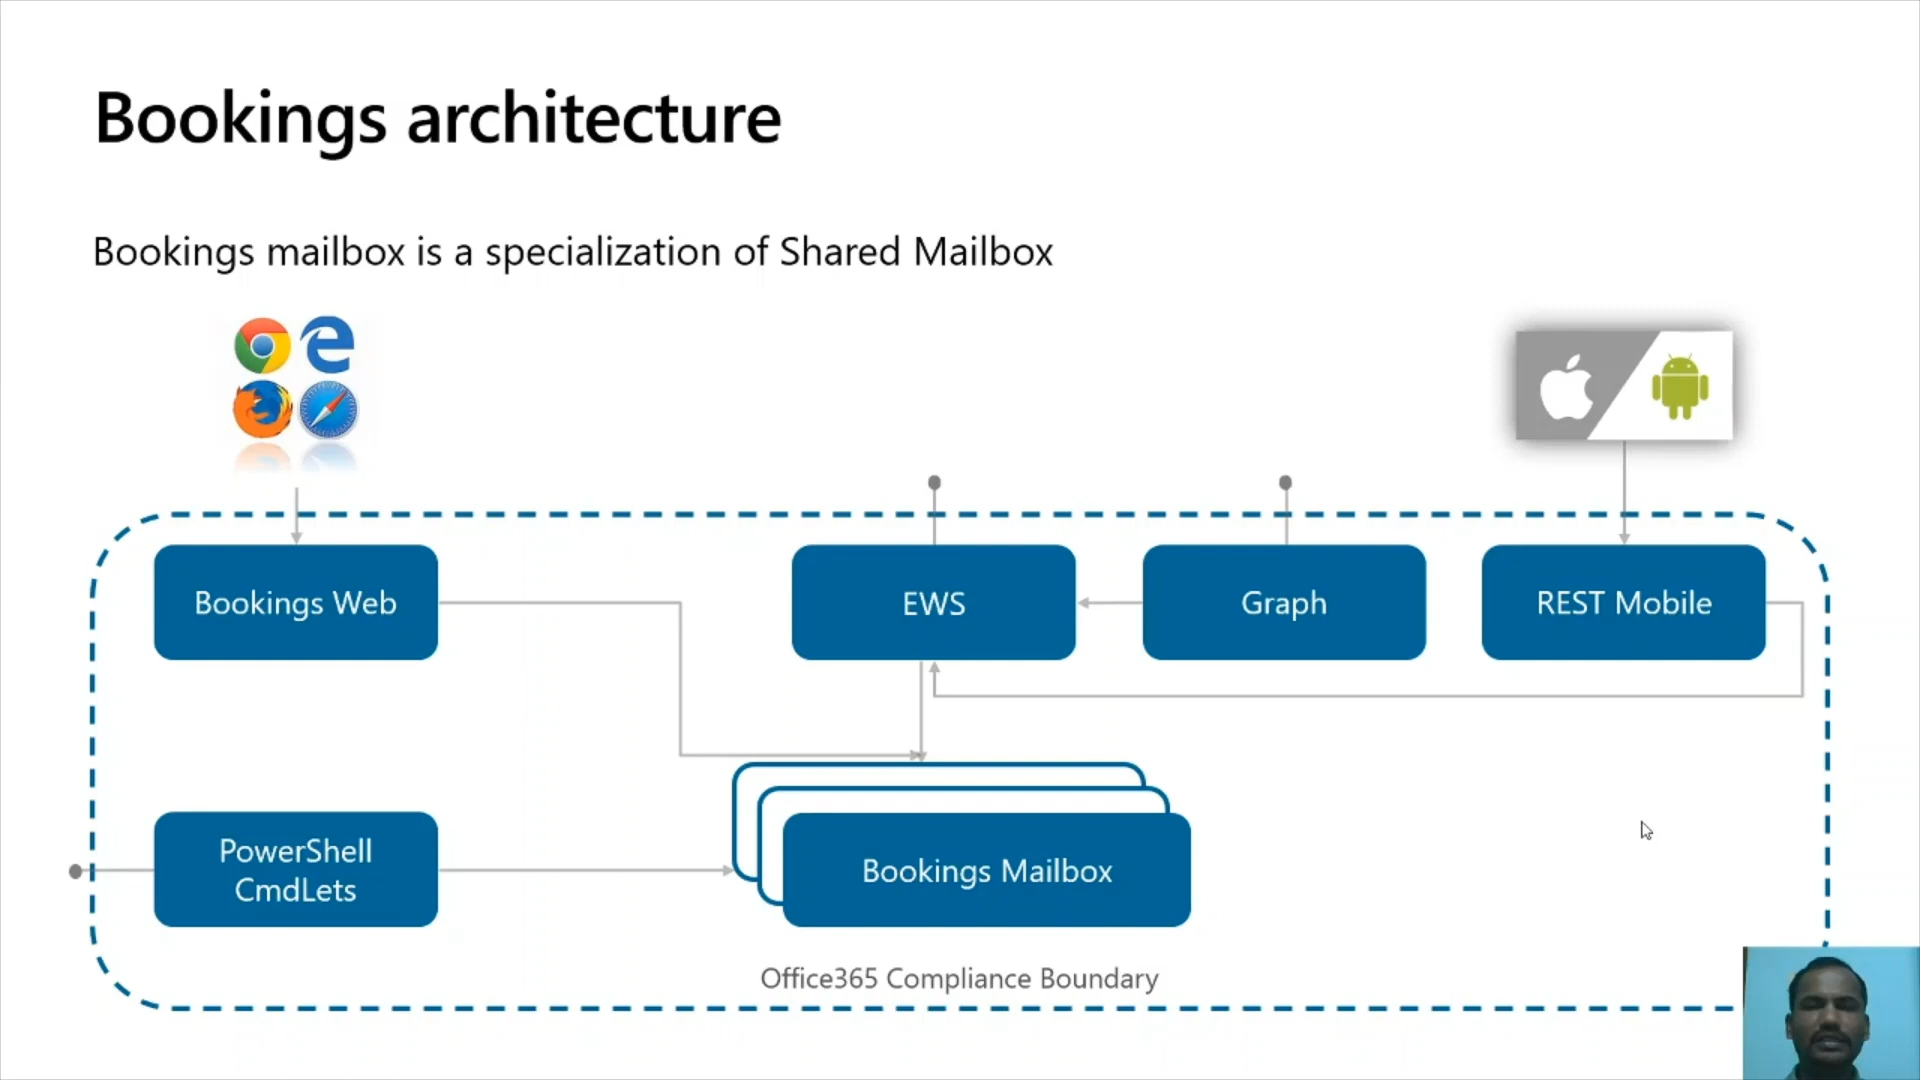 Bookings architecture
Bookings mailbox is a specialization of Shared Mailbox
Bookings Web
EWS
Graph
REST Mobile
PowerShell
CmdLets
Bookings Mailbox
Office365 Compliance Boundary